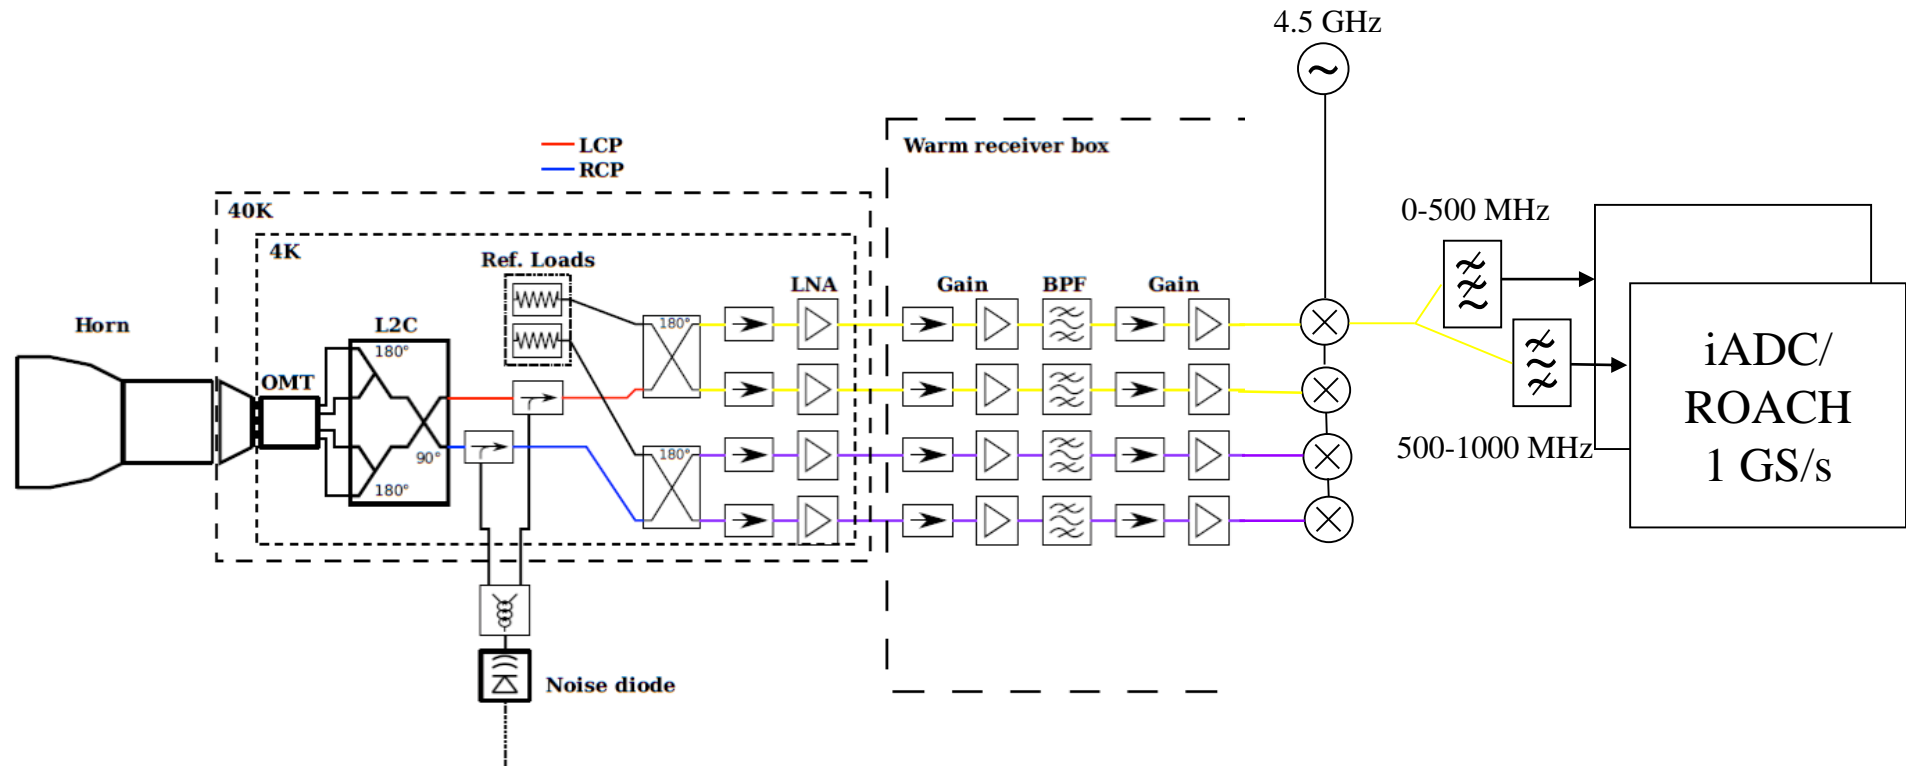 4.5 GHz
~
LCP
RCP
Warm receiver box
40K
4K
0-500 MHz
Ref. Loads
LNA
Gain
BPF
Gain
Horn
L2C
180°
180°
OMT
90°
180°
180°
500-1000 MHz
iADC/
ROACH
1 GS/s
Noise diode